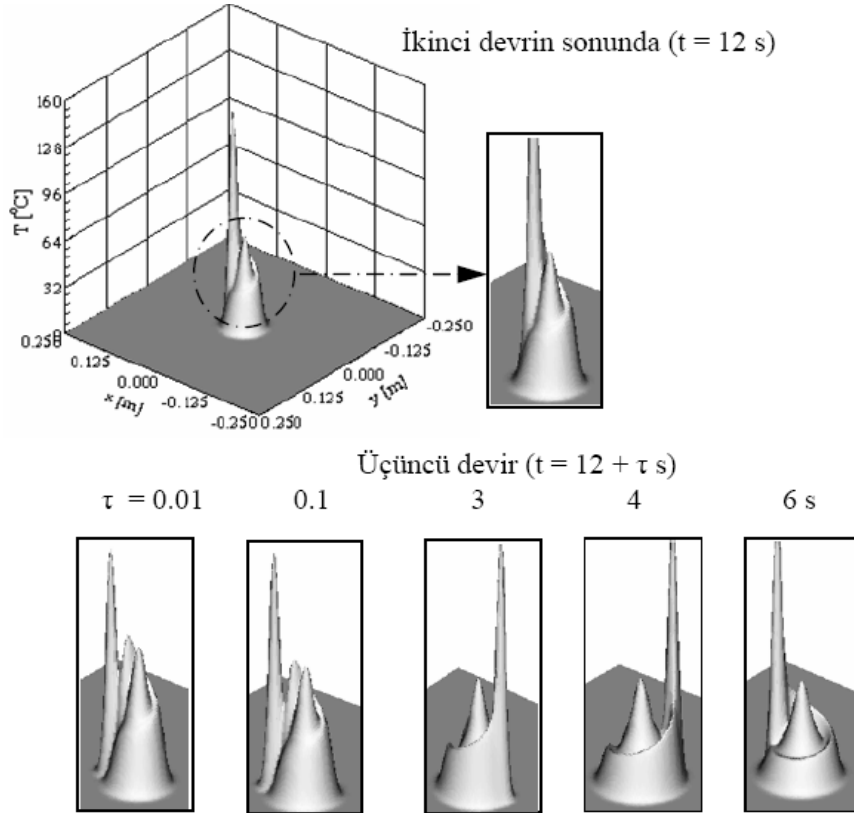 İkinci devrin sonunda (t = 12 s)
160
128
96
64
32
0
T [°C]
0.250
0.125
0.000
-0.125
-0.250
x [m]
0.250
0.125
0.000
-0.125
-0.250
y [m]
Üçüncü devir (t = 12 + τ s)
τ = 0.01 0.1 3 4 6 s